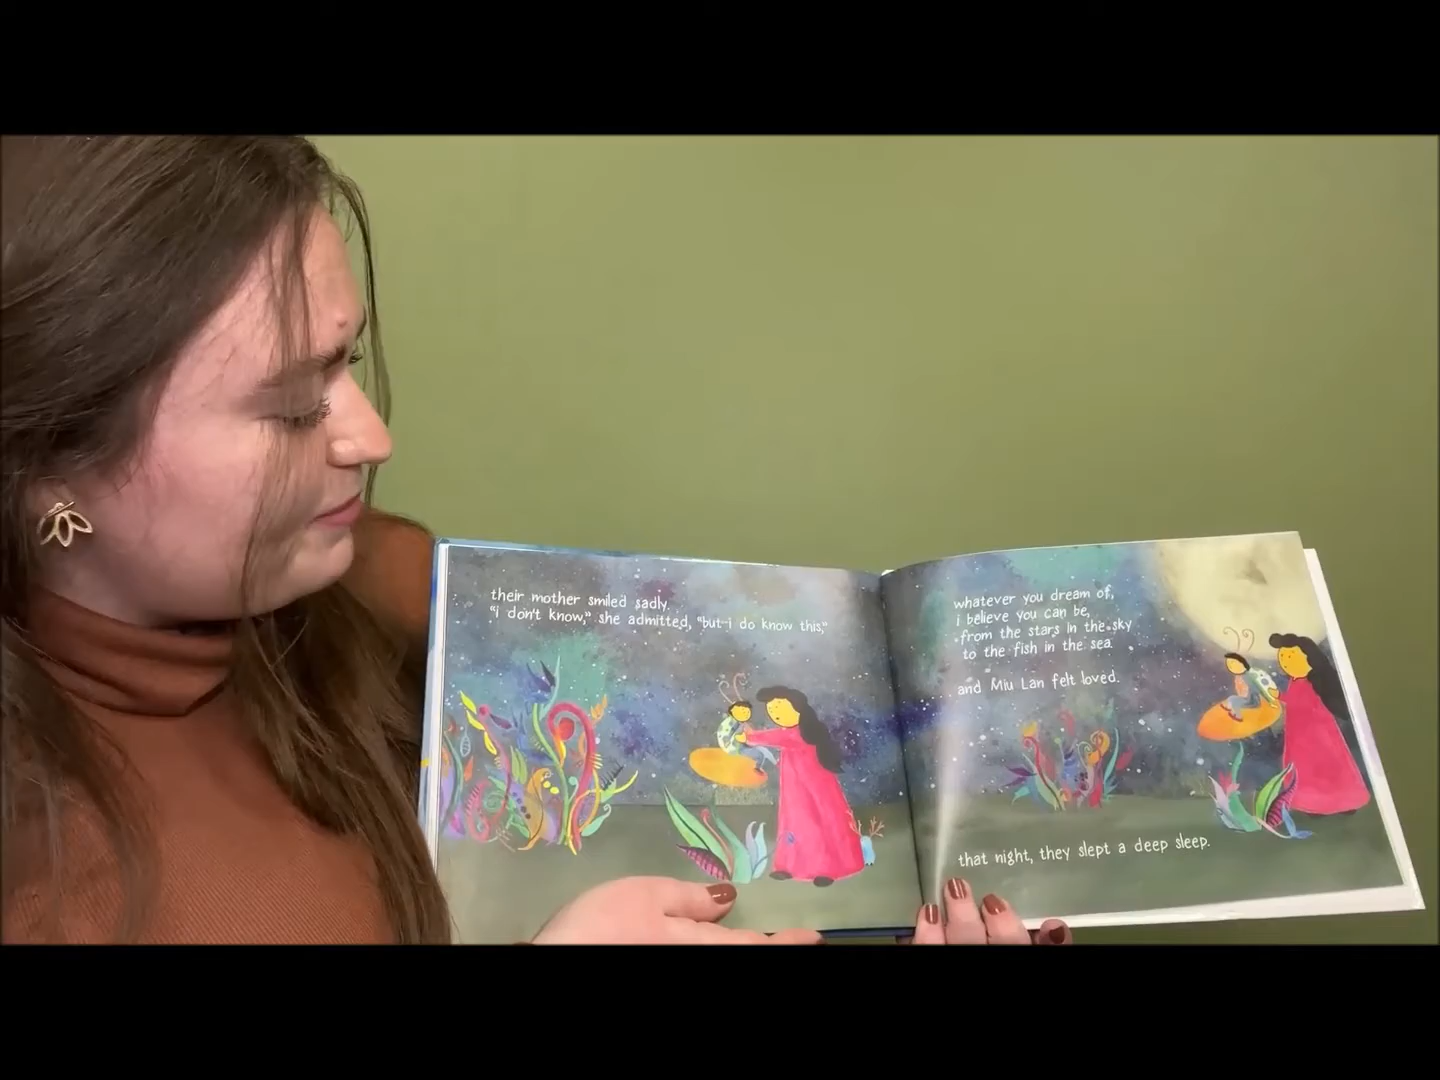 their mother smiled sadly.
"i don't know," she admitted, "but i do know this,"
whatever you dream of,
i believe you can be,
from the stars in the sky
to the fish in the sea.
and Miu Lan felt loved.
that night, they slept a deep sleep.